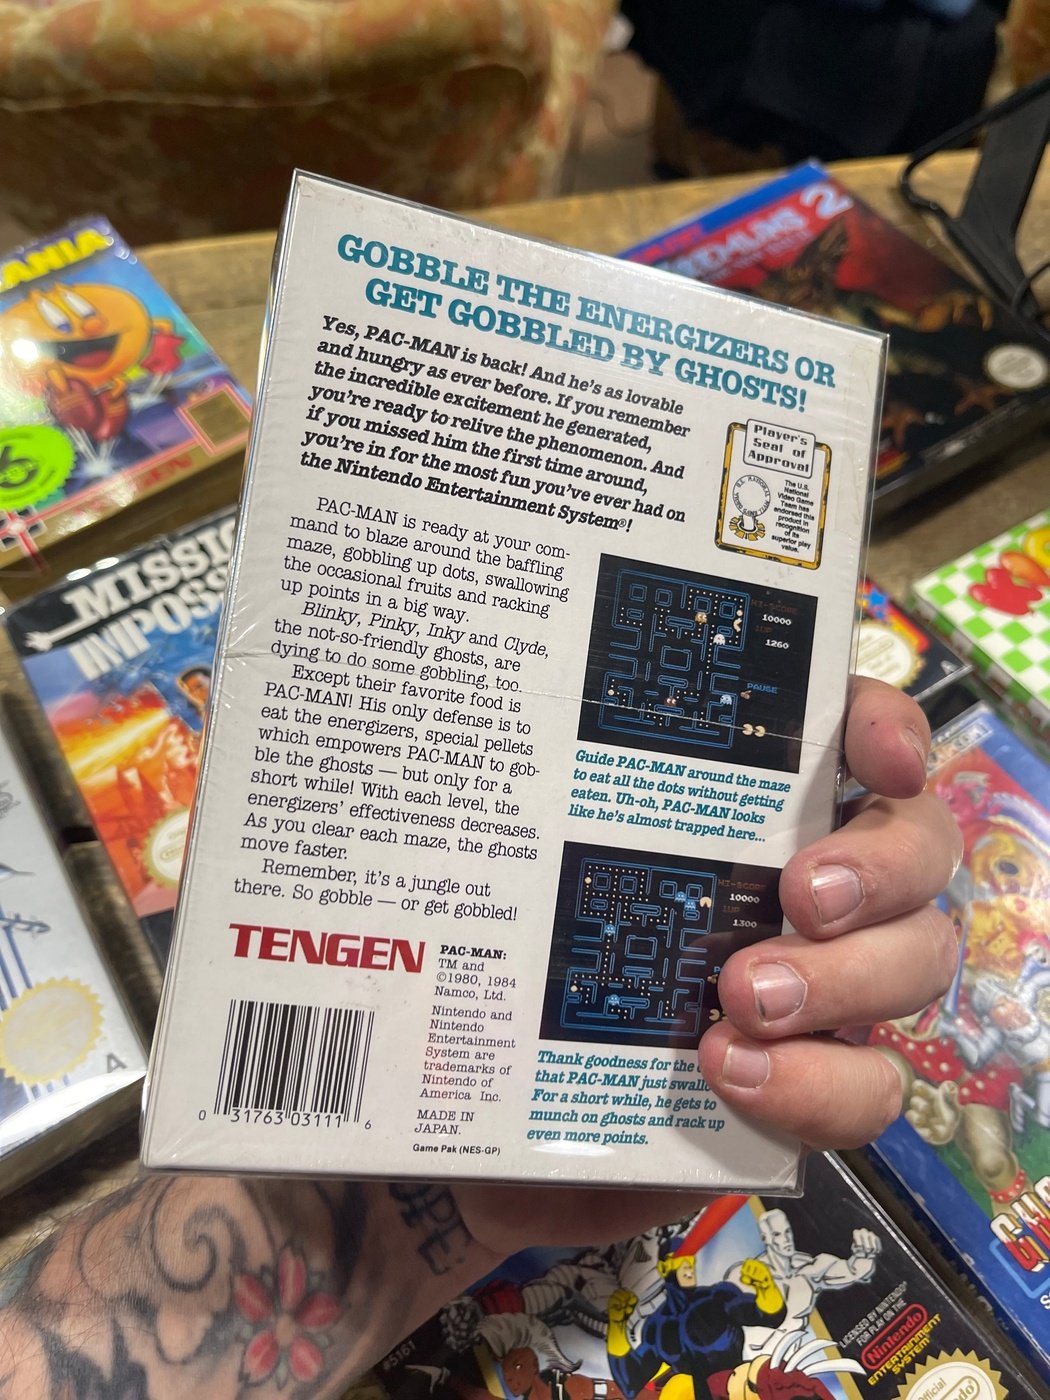 GOBBLE THE ENERGIZERS OR
GET GOBBLED BY GHOSTS!
Yes, PAC-MAN is back! And he's as lovable
and hungry as ever before. If you remember
the incredible excitement he generated,
you're ready to relive the phenomenon. And
if you missed him the first time around,
you're in for the most fun you've ever had on
the Nintendo Entertainment System®!
Player's
Seal of
Approval
The U.S.
National
Video Game
Team has
endorsed this
product in
recognition
of its
superior play
value.
PAC-MAN is ready at your com-
mand to blaze around the baffling
maze, gobbling up dots, swallowing
the occasional fruits and racking
up points in a big way.
Blinky, Pinky, Inky and Clyde,
the not-so-friendly ghosts, are
dying to do some gobbling, too.
Except their favorite food is
PAC-MAN! His only defense is to
eat the energizers, special pellets
which empowers PAC-MAN to gob-
ble the ghosts — but only for a
short while! With each level, the
energizers' effectiveness decreases.
As you clear each maze, the ghosts
move faster.
Remember, it's a jungle out
there. So gobble — or get gobbled!
HI-SCORE
10000
1UP
1260
PAUSE
Guide PAC-MAN around the maze
to eat all the dots without getting
eaten. Uh-oh, PAC-MAN looks
like he's almost trapped here...
HI-SCORE
10000
1UP
1300
Thank goodness for the
that PAC-MAN just swallo
For a short while, he gets to
munch on ghosts and rack up
even more points.
TENGEN
PAC-MAN:
TM and
©1980, 1984
Namco, Ltd.
Nintendo and
Nintendo
Entertainment
System are
trademarks of
Nintendo of
America Inc.
MADE IN
JAPAN.
Game Pak (NES-GP)
0 31763 03111 6
ANIA
MISSI
IMPOSS
2
A
A
#5161
LICENSED BY NINTENDO
FOR PLAY ON THE
Nintendo
ENTERTAINMENT
SYSTEM
Official